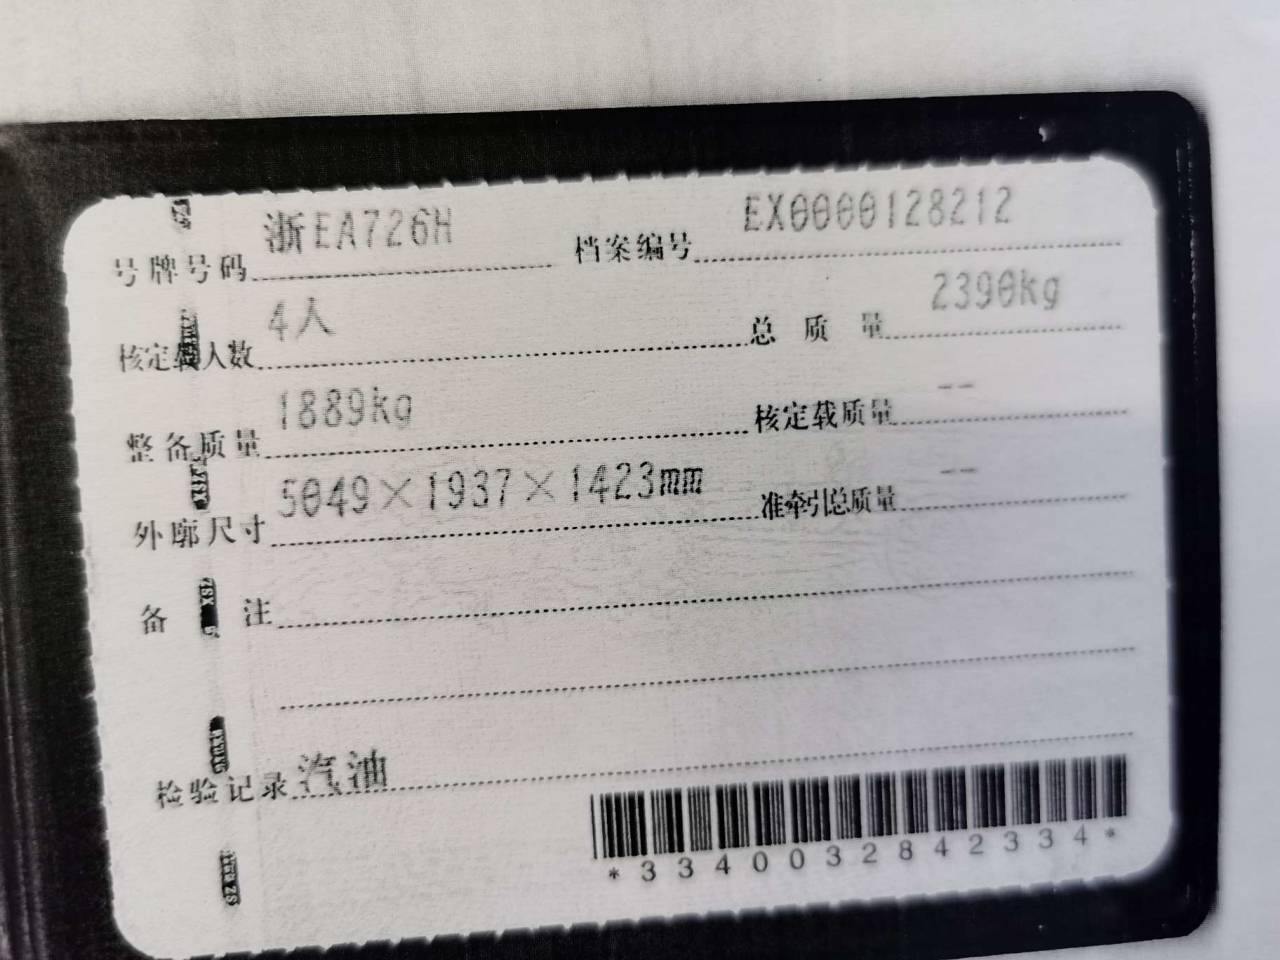 号牌号码 浙EA726H 档案编号 EX0000128212
核定载人数 4人 总质量 2390kg
整备质量 1889kg 核定载质量 --
外廓尺寸 5049×1937×1423mm 准牵引总质量 --
备注
检验记录 汽油
*3340032842334*